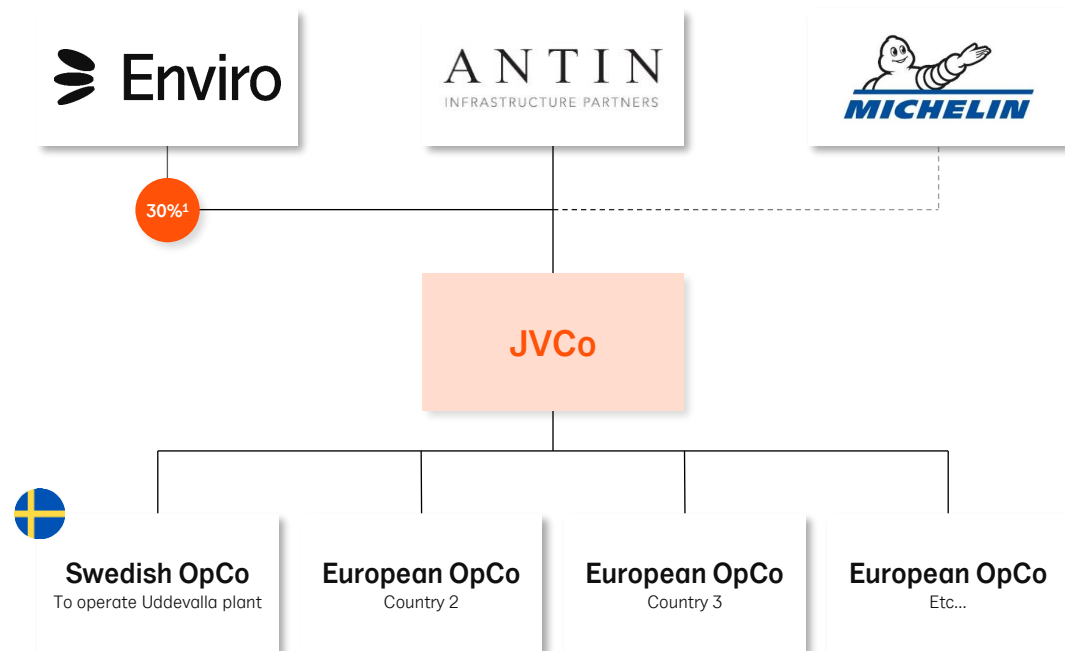 Enviro
ANTIN
INFRASTRUCTURE PARTNERS
MICHELIN
30%¹
JVCo
Swedish OpCo
To operate Uddevalla plant
European OpCo
Country 2
European OpCo
Country 3
European OpCo
Etc...